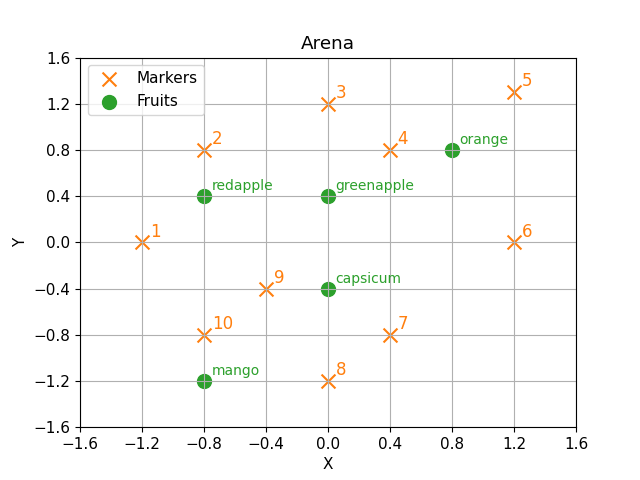 Arena
Markers
Fruits
1.6
1.2
0.8
0.4
0.0
−0.4
−0.8
−1.2
−1.6
Y
5
3
2
4
orange
redapple
greenapple
1
6
9
capsicum
10
7
mango
8
−1.6 −1.2 −0.8 −0.4 0.0 0.4 0.8 1.2 1.6
X